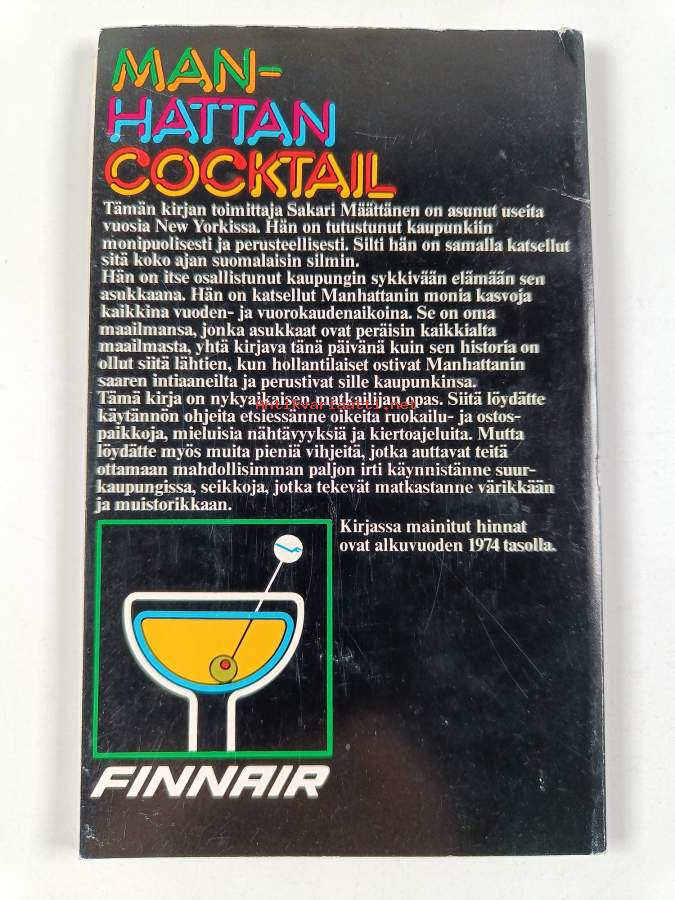 MAN-
HATTAN
COCKTAIL
Tämän kirjan toimittaja Sakari Määttänen on asunut useita
vuosia New Yorkissa. Hän on tutustunut kaupunkiin
monipuolisesti ja perusteellisesti. Silti hän on samalla katsellut
sitä koko ajan suomalaisin silmin.
Hän on itse osallistunut kaupungin sykkivään elämään sen
asukkaana. Hän on katsellut Manhattanin monia kasvoja
kaikkina vuoden- ja vuorokaudenaikoina. Se on oma
maailmansa, jonka asukkaat ovat peräisin kaikkialta
maailmasta, yhtä kirjava tänä päivänä kuin sen historia on
ollut siitä lähtien, kun hollantilaiset ostivat Manhattanin
saaren intiaaneilta ja perustivat sille kaupunkinsa.
Tämä kirja on nykyaikaisen matkailijan opas. Siitä löydätte
Antikvariaatti.net
käytännön ohjeita etsiessänne oikeita ruokailu- ja ostos-
paikkoja, mieluisia nähtävyyksiä ja kiertoajeluita. Mutta
löydätte myös muita pieniä vihjeitä, jotka auttavat teitä
ottamaan mahdollisimman paljon irti käynnistänne suur-
kaupungissa, seikkoja, jotka tekevät matkastanne värikkään
ja muistorikkaan.
Kirjassa mainitut hinnat
ovat alkuvuoden 1974 tasolla.
FINNAIR